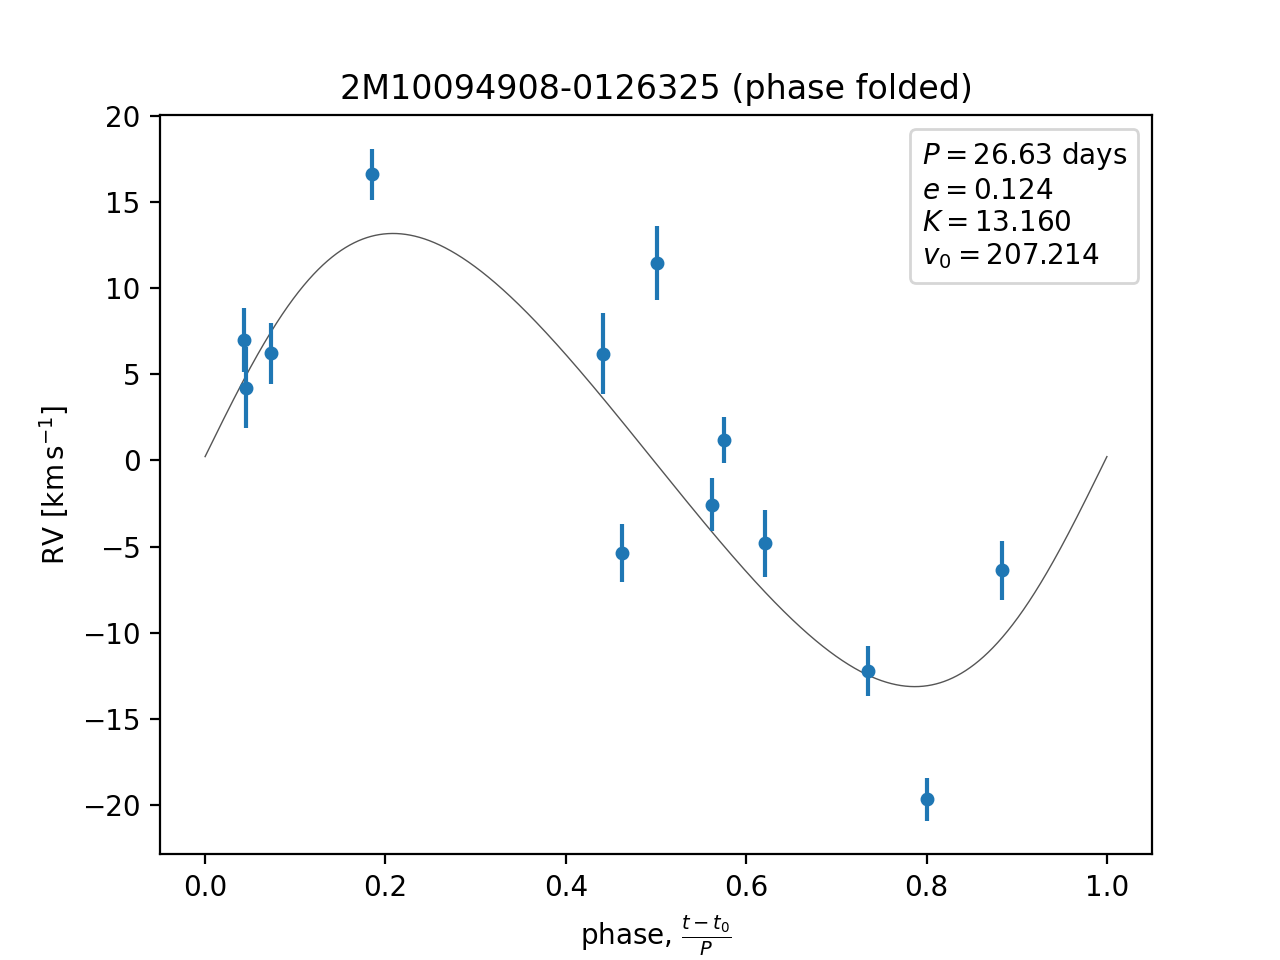 2M10094908-0126325 (phase folded)
P = 26.63 days
e = 0.124
K = 13.160
v₀ = 207.214
20
15
10
5
0
−5
−10
−15
−20
RV [km s⁻¹]
0.0 0.2 0.4 0.6 0.8 1.0
phase, (t − t₀)/P